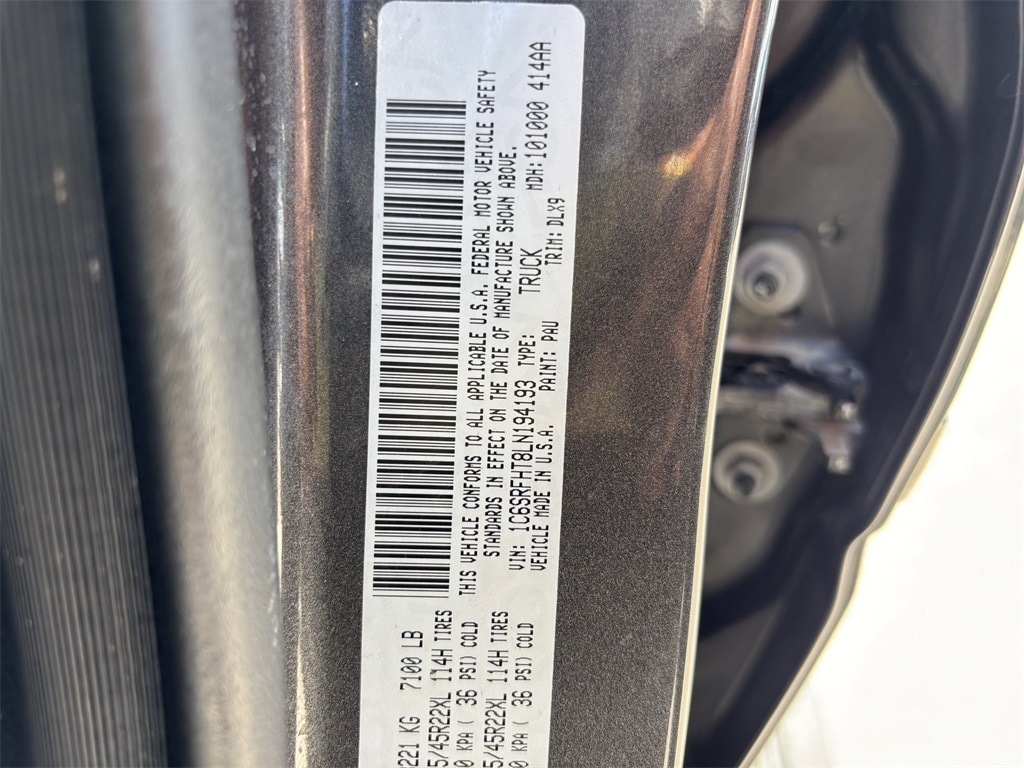 221 KG 7100 LB
5/45R22XL 114H TIRES
0 KPA ( 36 PSI) COLD
5/45R22XL 114H TIRES
0 KPA ( 36 PSI) COLD
THIS VEHICLE CONFORMS TO ALL APPLICABLE U.S.A. FEDERAL MOTOR VEHICLE SAFETY
STANDARDS IN EFFECT ON THE DATE OF MANUFACTURE SHOWN ABOVE.
VIN: 1C6SRFHT8LN194193 TYPE: TRUCK MDH:101000 414AA
VEHICLE MADE IN U.S.A. PAINT: PAU TRIM: DLX9